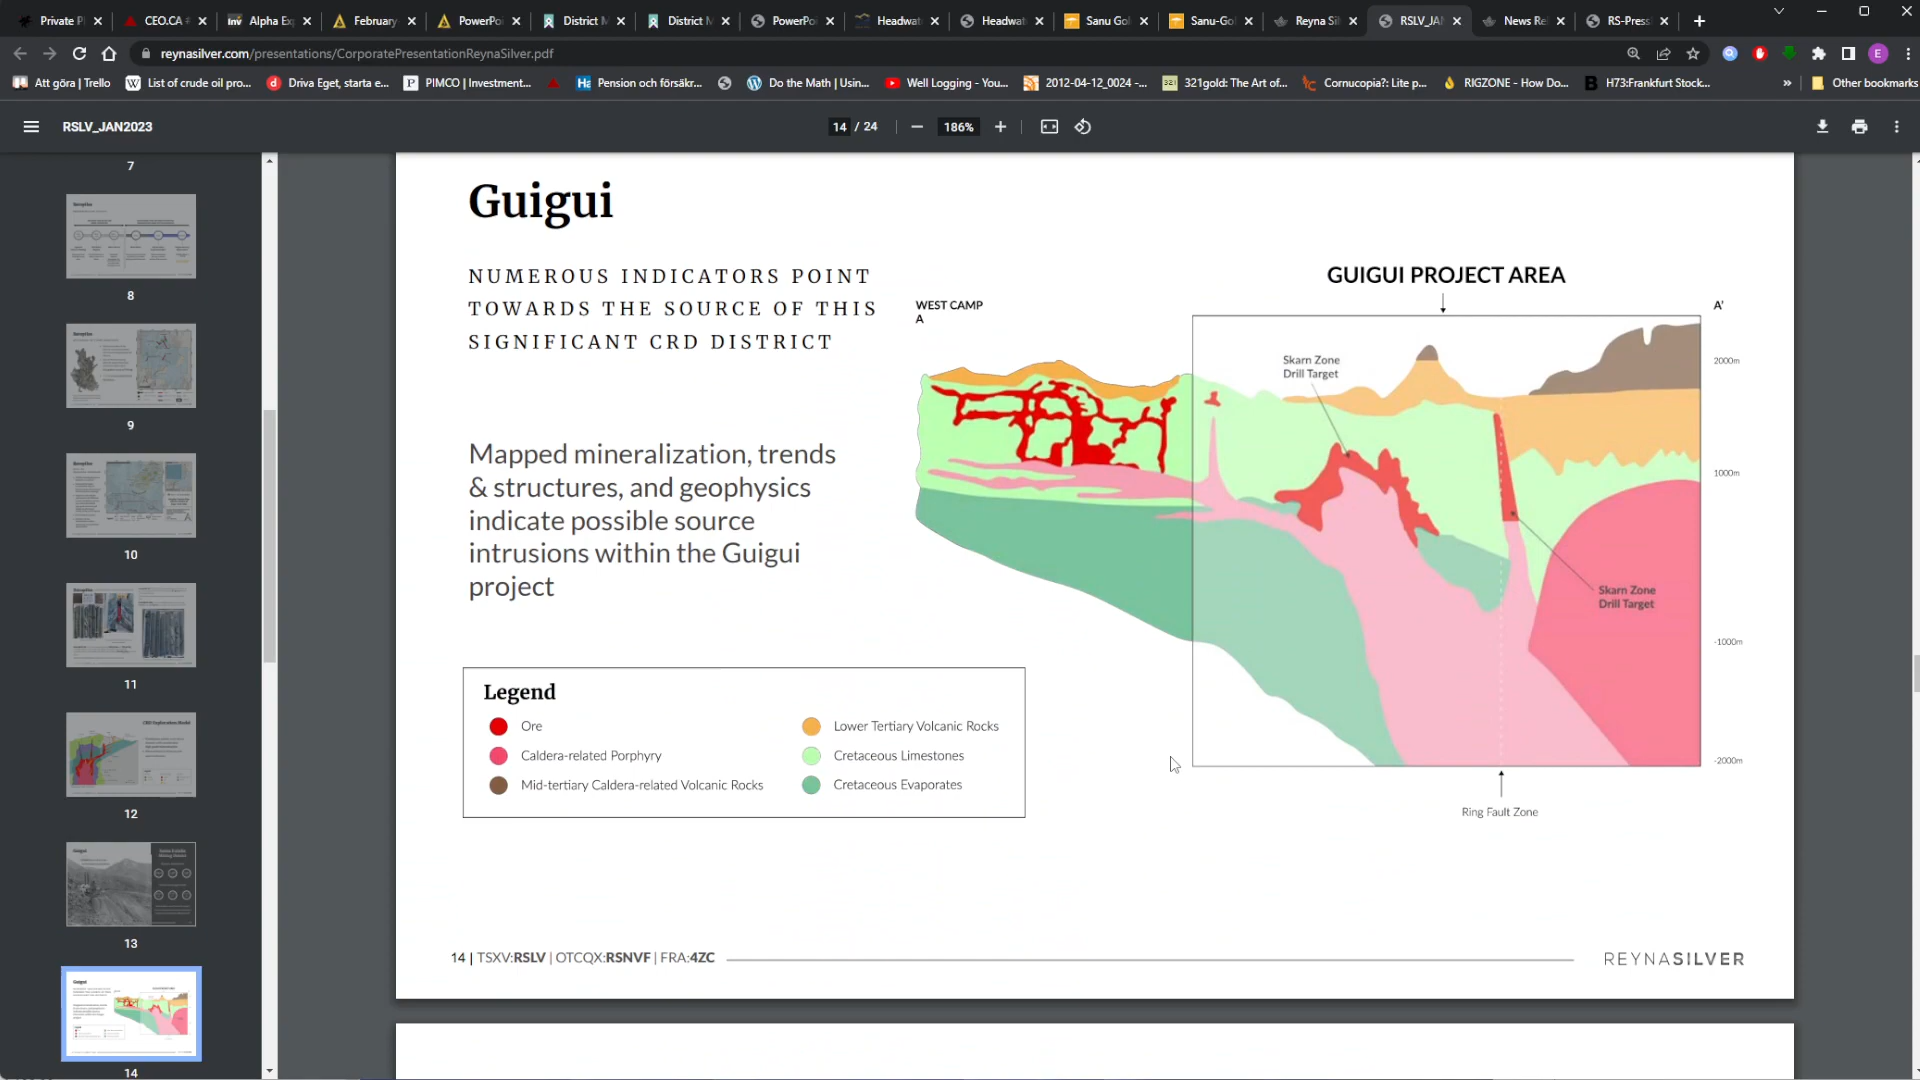 Private Pl
CEO.CA
Alpha Ex
February
PowerPo
District M
District M
PowerPo
Headwat
Headwat
Sanu Gol
Sanu-Gol
Reyna Sil
RSLV_JA
News Re
RS-Press
reynasilver.com/presentations/CorporatePresentationReynaSilver.pdf
E
Att göra | Trello
List of crude oil pro...
Driva Eget, starta e...
PIMCO | Investment...
Pension och försäkr...
Do the Math | Usin...
Well Logging - You...
2012-04-12_0024 -...
321gold: The Art of...
Cornucopia?: Lite p...
RIGZONE - How Do...
H73:Frankfurt Stock...
»
Other bookmarks
RSLV_JAN2023
14 / 24
186%
7
8
9
10
11
12
13
14
Guigui
NUMEROUS INDICATORS POINT
TOWARDS THE SOURCE OF THIS
SIGNIFICANT CRD DISTRICT
Mapped mineralization, trends
& structures, and geophysics
indicate possible source
intrusions within the Guigui
project
GUIGUI PROJECT AREA
WEST CAMP
A
A'
Skarn Zone
Drill Target
2000m
1000m
Skarn Zone
Drill Target
-1000m
-2000m
Ring Fault Zone
Legend
Ore
Caldera-related Porphyry
Mid-tertiary Caldera-related Volcanic Rocks
Lower Tertiary Volcanic Rocks
Cretaceous Limestones
Cretaceous Evaporates
14 | TSXV:RSLV | OTCQX:RSNVF | FRA:4ZC
REYNASILVER